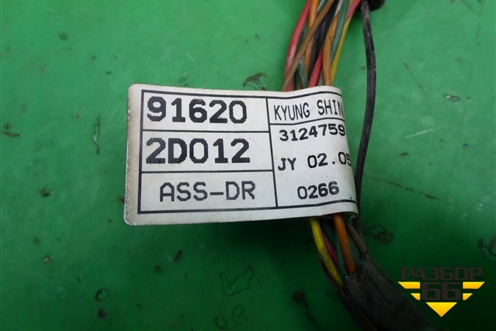 91620
2D012
ASS-DR
KYUNG SHIN
3124759
JY 02.05
0266
РАЗБОР
66